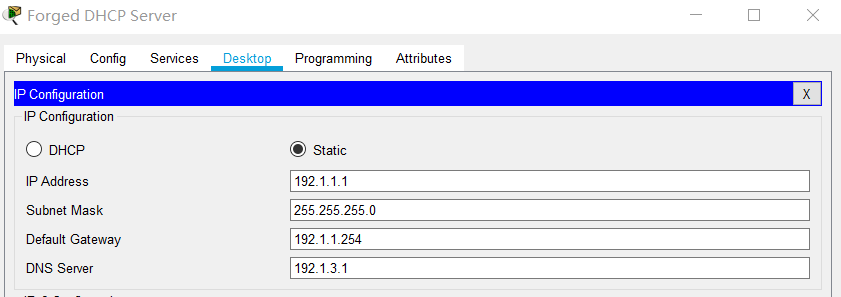 Forged DHCP Server
Physical Config Services Desktop Programming Attributes
IP Configuration X
IP Configuration
DHCP Static
IP Address 192.1.1.1
Subnet Mask 255.255.255.0
Default Gateway 192.1.1.254
DNS Server 192.1.3.1